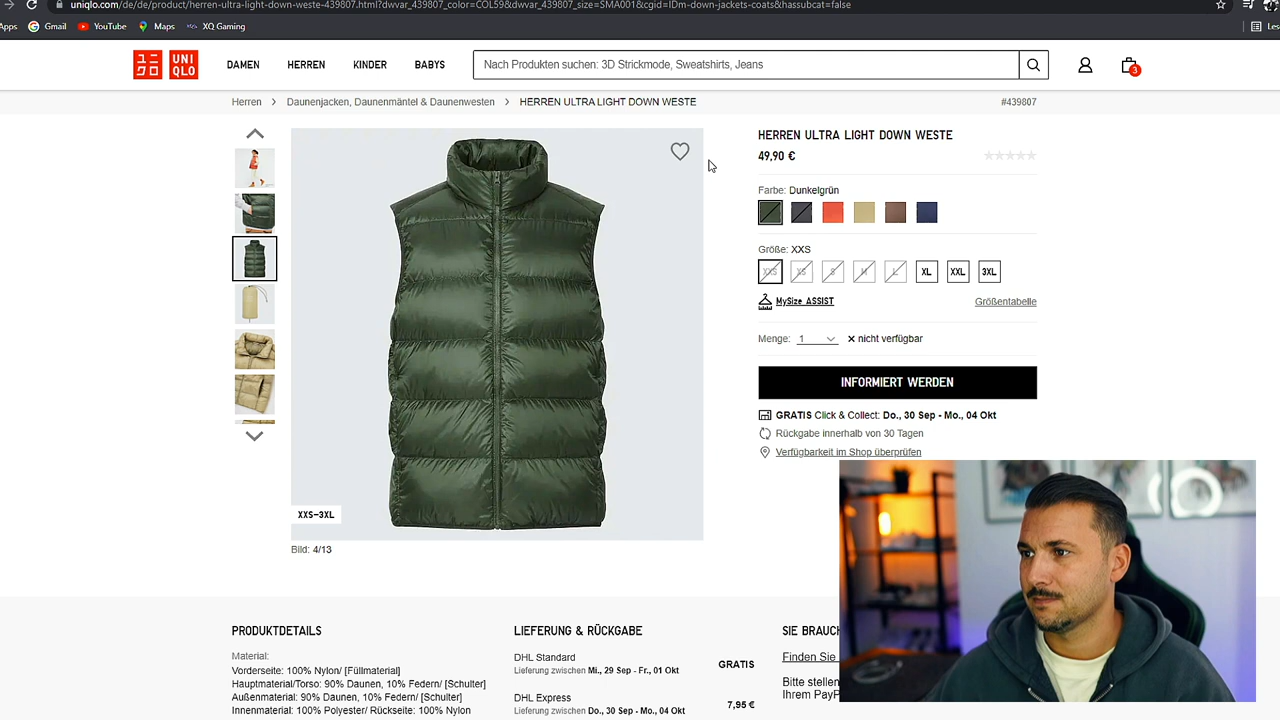 uniqlo.com/de/de/product/herren-ultra-light-down-weste-439807.html?dwvar_439807_color=COL59&dwvar_439807_size=SMA001&cgid=IDm-down-jackets-coats&hassubcat=false
Apps Gmail YouTube Maps XQ Gaming Les
ユニクロ UNIQLO DAMEN HERREN KINDER BABYS Nach Produkten suchen: 3D Strickmode, Sweatshirts, Jeans 3
Herren > Daunenjacken, Daunenmäntel & Daunenwesten > HERREN ULTRA LIGHT DOWN WESTE #439807
HERREN ULTRA LIGHT DOWN WESTE
49,90 €
Farbe: Dunkelgrün
Größe: XXS
XXS XS S M L XL XXL 3XL
MySize ASSIST Größentabelle
Menge: 1 × nicht verfügbar
INFORMIERT WERDEN
GRATIS Click & Collect: Do., 30 Sep - Mo., 04 Okt
Rückgabe innerhalb von 30 Tagen
Verfügbarkeit im Shop überprüfen
XXS–3XL
Bild: 4/13
PRODUKTDETAILS
Material:
Vorderseite: 100% Nylon/ [Füllmaterial]
Hauptmaterial/Torso: 90% Daunen, 10% Federn/ [Schulter]
Außenmaterial: 90% Daunen, 10% Federn/ [Schulter]
Innenmaterial: 100% Polyester/ Rückseite: 100% Nylon
LIEFERUNG & RÜCKGABE
DHL Standard
Lieferung zwischen Mi., 29 Sep - Fr., 01 Okt GRATIS
DHL Express
Lieferung zwischen Do., 30 Sep - Mo., 04 Okt 7,95 €
SIE BRAUCH
Finden Sie
Bitte stellen
Ihrem PayP